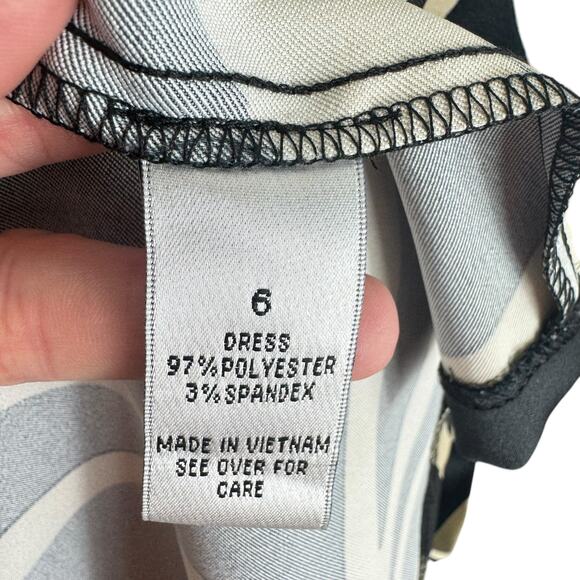 6
DRESS
97%POLYESTER
3%SPANDEX
MADE IN VIETNAM
SEE OVER FOR
CARE